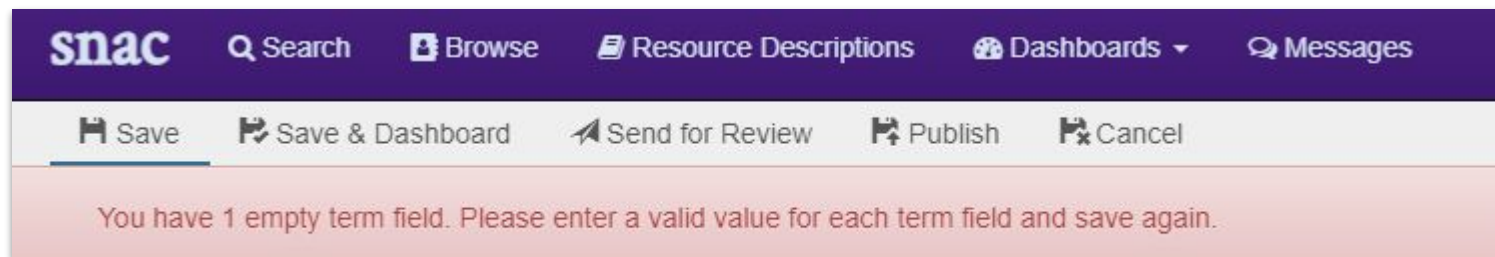 snac Search Browse Resource Descriptions Dashboards Messages
Save Save & Dashboard Send for Review Publish Cancel
You have 1 empty term field. Please enter a valid value for each term field and save again.